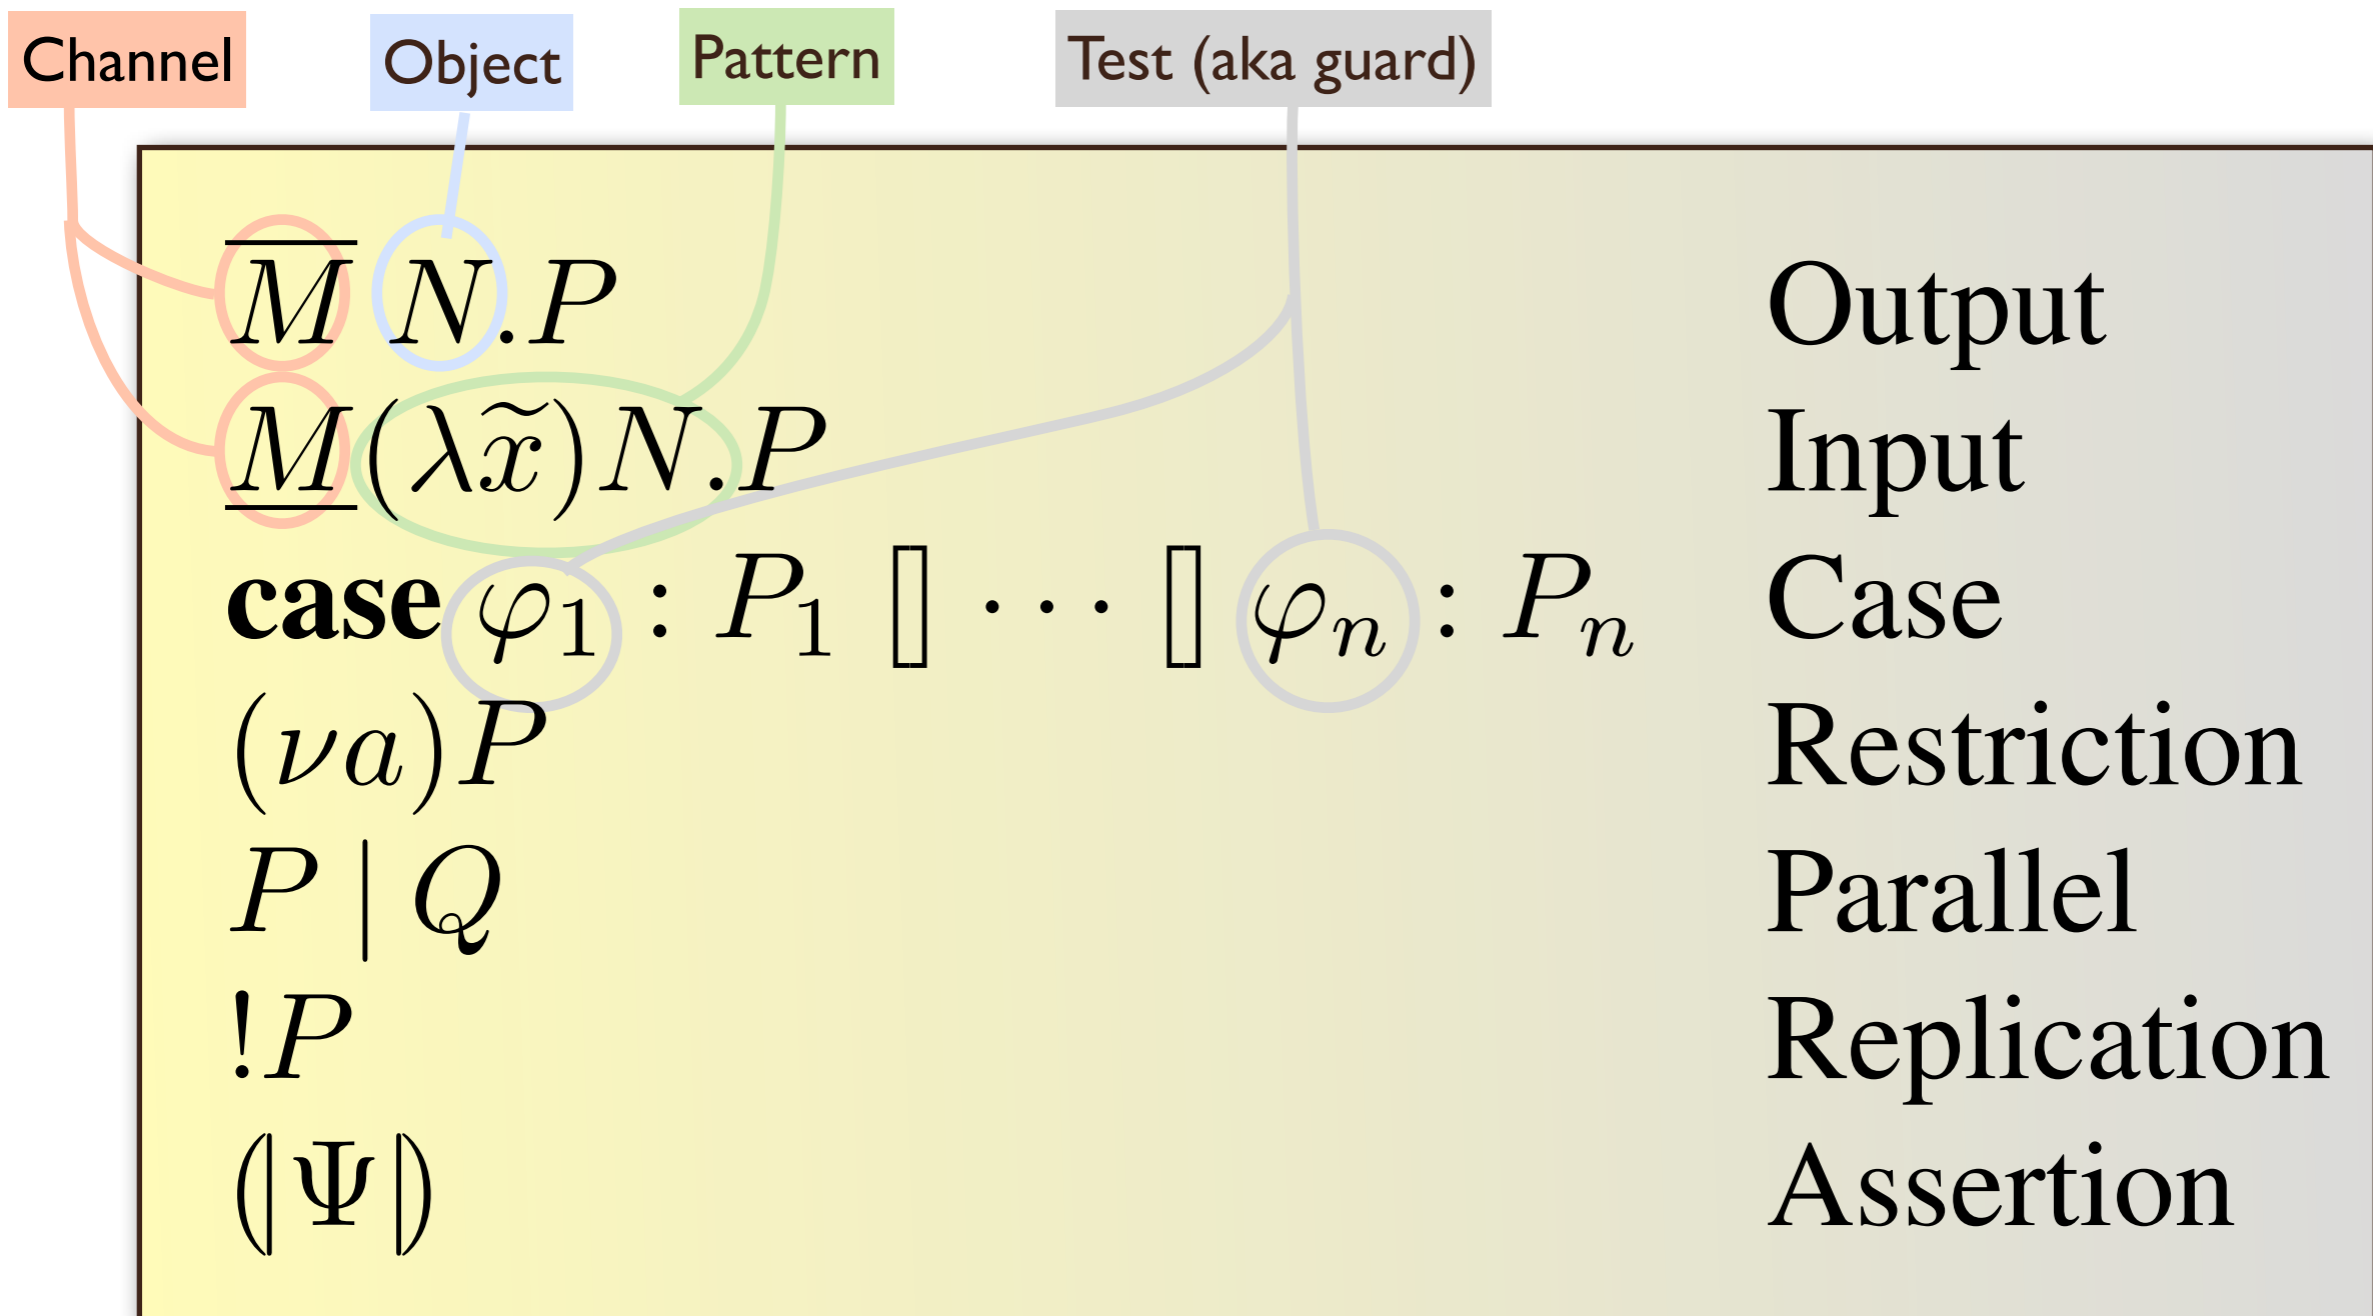 Channel Object Pattern Test (aka guard)
M̅ N.P Output
M̲(λx̃)N.P Input
case φ₁ : P₁ [] ··· [] φₙ : Pₙ Case
(νa)P Restriction
P | Q Parallel
!P Replication
(|Ψ|) Assertion